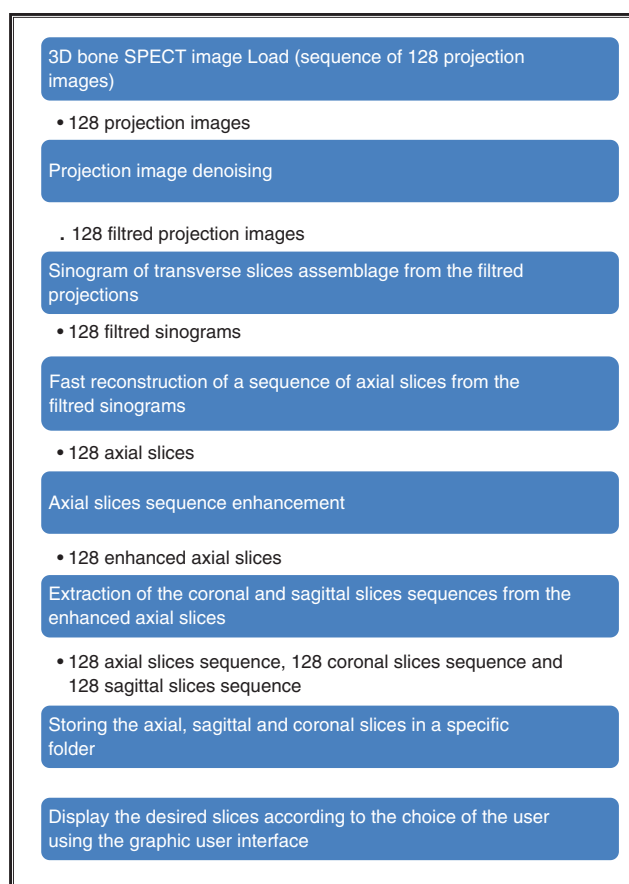 3D bone SPECT image Load (sequence of 128 projection
images)
• 128 projection images
Projection image denoising
. 128 filtred projection images
Sinogram of transverse slices assemblage from the filtred
projections
• 128 filtred sinograms
Fast reconstruction of a sequence of axial slices from the
filtred sinograms
• 128 axial slices
Axial slices sequence enhancement
• 128 enhanced axial slices
Extraction of the coronal and sagittal slices sequences from the
enhanced axial slices
• 128 axial slices sequence, 128 coronal slices sequence and
128 sagittal slices sequence
Storing the axial, sagittal and coronal slices in a specific
folder
Display the desired slices according to the choice of the user
using the graphic user interface